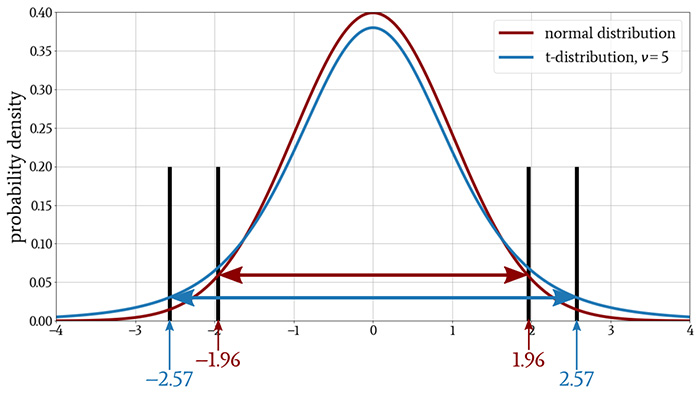 0.40
0.35
0.30
0.25
0.20
0.15
0.10
0.05
0.00
probability density
normal distribution
t-distribution, ν = 5
−4 −3 −2 −1 0 1 2 3 4
−1.96 1.96
−2.57 2.57